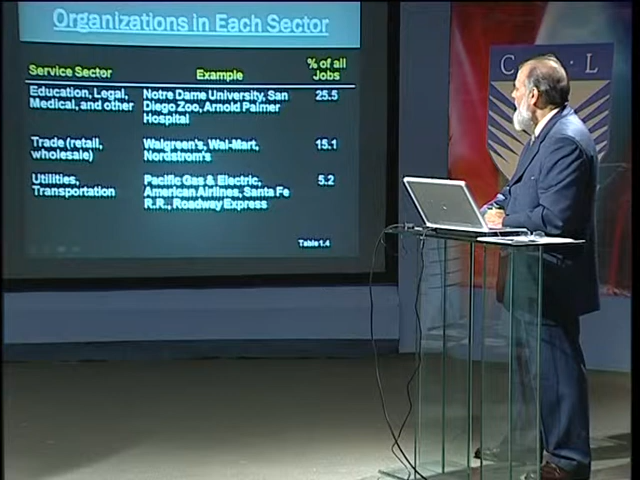 Organizations in Each Sector
% of all
Service Sector Example Jobs
Education, Legal, Notre Dame University, San 25.5
Medical, and other Diego Zoo, Arnold Palmer
Hospital
Trade (retail, Walgreen's, Wal-Mart, 15.1
wholesale) Nordstrom's
Utilities, Pacific Gas & Electric, 5.2
Transportation American Airlines, Santa Fe
R.R., Roadway Express
Table 1.4